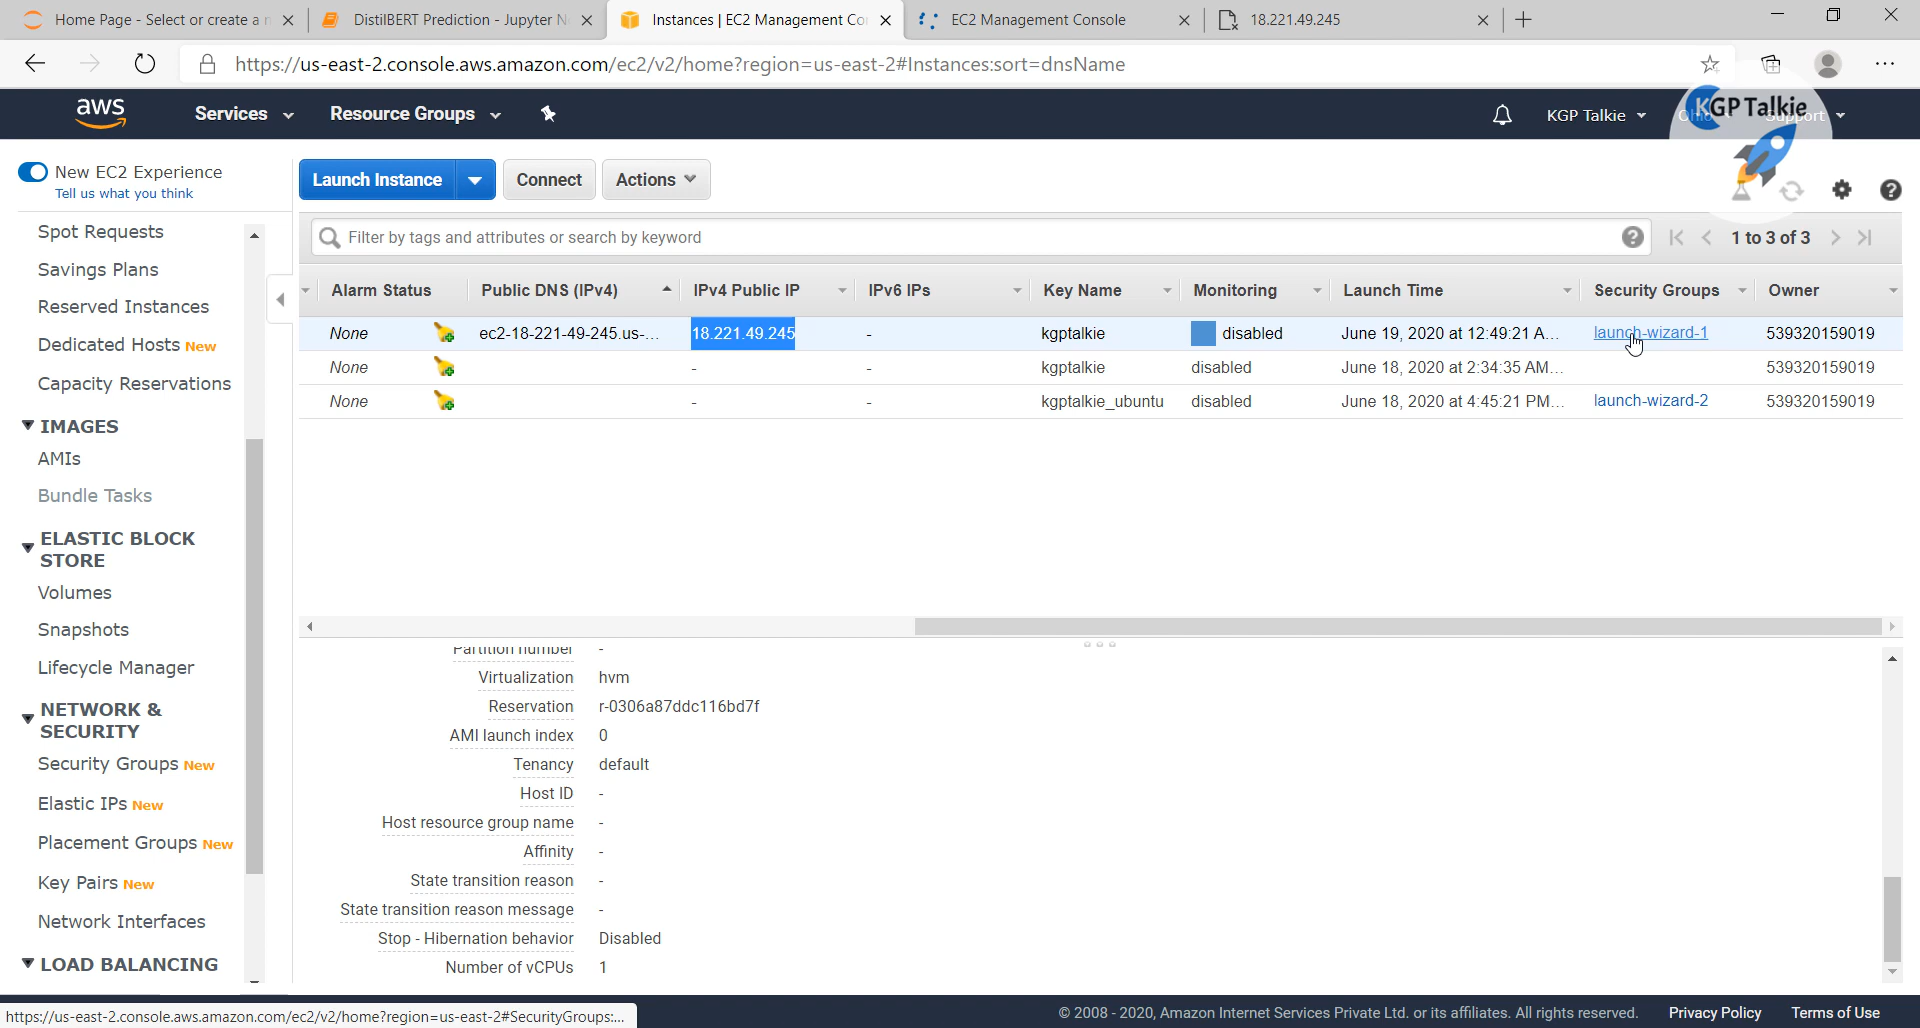 Home Page - Select or create a n
DistilBERT Prediction - Jupyter N
Instances | EC2 Management Co
EC2 Management Console
18.221.49.245
https://us-east-2.console.aws.amazon.com/ec2/v2/home?region=us-east-2#Instances:sort=dnsName
aws
Services
Resource Groups
KGP Talkie
Ohio
Support
KGP Talkie
New EC2 Experience
Tell us what you think
Launch Instance
Connect
Actions
Spot Requests
Savings Plans
Reserved Instances
Dedicated Hosts New
Capacity Reservations
IMAGES
AMIs
Bundle Tasks
ELASTIC BLOCK
STORE
Volumes
Snapshots
Lifecycle Manager
NETWORK &
SECURITY
Security Groups New
Elastic IPs New
Placement Groups New
Key Pairs New
Network Interfaces
LOAD BALANCING
Filter by tags and attributes or search by keyword
1 to 3 of 3
Alarm Status Public DNS (IPv4) IPv4 Public IP IPv6 IPs Key Name Monitoring Launch Time Security Groups Owner
None ec2-18-221-49-245.us-... 18.221.49.245 - kgptalkie disabled June 19, 2020 at 12:49:21 A... launch-wizard-1 539320159019
None - - kgptalkie disabled June 18, 2020 at 2:34:35 AM... 539320159019
None - - kgptalkie_ubuntu disabled June 18, 2020 at 4:45:21 PM... launch-wizard-2 539320159019
Partition number -
Virtualization hvm
Reservation r-0306a87ddc116bd7f
AMI launch index 0
Tenancy default
Host ID -
Host resource group name -
Affinity -
State transition reason -
State transition reason message -
Stop - Hibernation behavior Disabled
Number of vCPUs 1
https://us-east-2.console.aws.amazon.com/ec2/v2/home?region=us-east-2#SecurityGroups:...
© 2008 - 2020, Amazon Internet Services Private Ltd. or its affiliates. All rights reserved. Privacy Policy Terms of Use